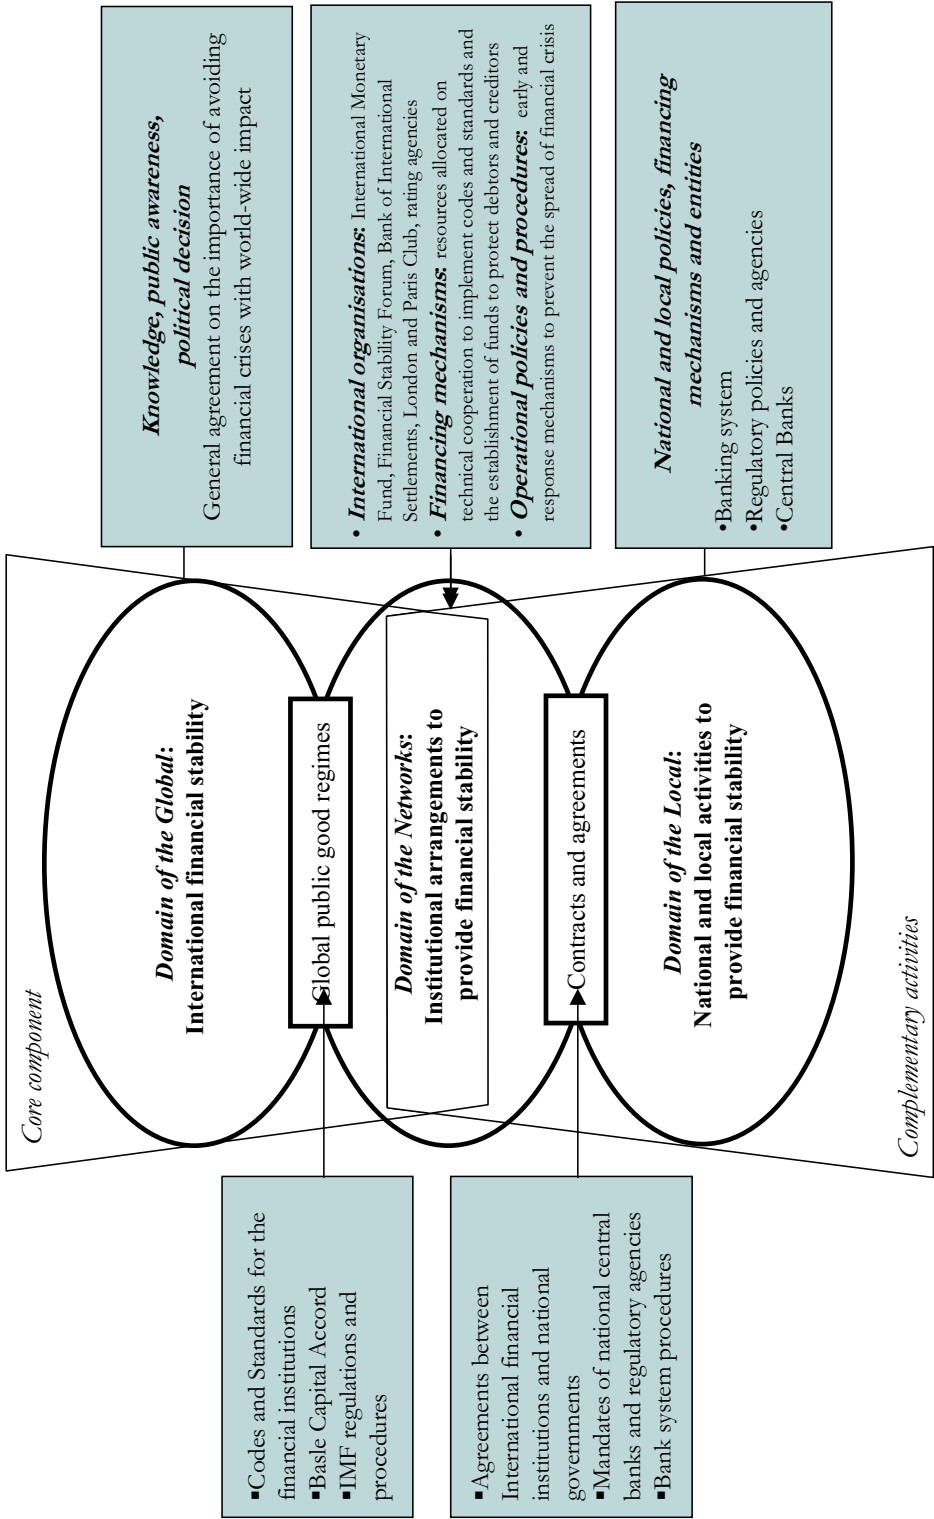 Core component
Knowledge, public awareness,
political decision
General agreement on the importance of avoiding
financial crises with world-wide impact
Domain of the Global:
International financial stability
▪Codes and Standards for the
financial institutions
▪Basle Capital Accord
▪IMF regulations and
procedures
Global public good regimes
• International organisations: International Monetary
Fund, Financial Stability Forum, Bank of International
Settlements, London and Paris Club, rating agencies
• Financing mechanisms: resources allocated on
technical cooperation to implement codes and standards and
the establishment of funds to protect debtors and creditors
• Operational policies and procedures: early and
response mechanisms to prevent the spread of financial crisis
Domain of the Networks:
Institutional arrangements to
provide financial stability
▪Agreements between
International financial
institutions and national
governments
▪Mandates of national central
banks and regulatory agencies
▪Bank system procedures
Contracts and agreements
National and local policies, financing
mechanisms and entities
•Banking system
•Regulatory policies and agencies
•Central Banks
Domain of the Local:
National and local activities to
provide financial stability
Complementary activities